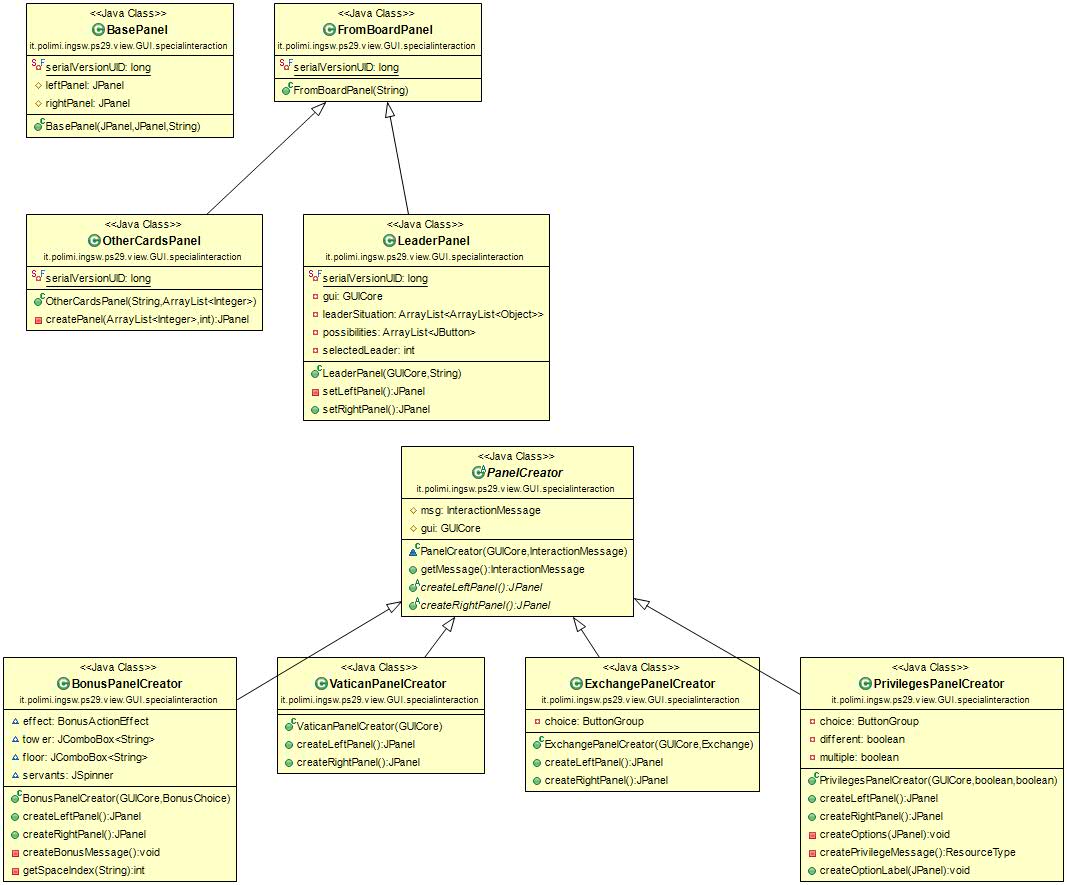 <<Java Class>>
BasePanel
it.polimi.ingsw.ps29.view.GUI.specialinteraction
serialVersionUID: long
leftPanel: JPanel
rightPanel: JPanel
BasePanel(JPanel,JPanel,String)
<<Java Class>>
FromBoardPanel
it.polimi.ingsw.ps29.view.GUI.specialinteraction
serialVersionUID: long
FromBoardPanel(String)
<<Java Class>>
OtherCardsPanel
it.polimi.ingsw.ps29.view.GUI.specialinteraction
serialVersionUID: long
OtherCardsPanel(String,ArrayList<Integer>)
createPanel(ArrayList<Integer>,int):JPanel
<<Java Class>>
LeaderPanel
it.polimi.ingsw.ps29.view.GUI.specialinteraction
serialVersionUID: long
gui: GUICore
leaderSituation: ArrayList<ArrayList<Object>>
possibilities: ArrayList<JButton>
selectedLeader: int
LeaderPanel(GUICore,String)
setLeftPanel():JPanel
setRightPanel():JPanel
<<Java Class>>
PanelCreator
it.polimi.ingsw.ps29.view.GUI.specialinteraction
msg: InteractionMessage
gui: GUICore
PanelCreator(GUICore,InteractionMessage)
getMessage():InteractionMessage
createLeftPanel():JPanel
createRightPanel():JPanel
<<Java Class>>
BonusPanelCreator
it.polimi.ingsw.ps29.view.GUI.specialinteraction
effect: BonusActionEffect
tower: JComboBox<String>
floor: JComboBox<String>
servants: JSpinner
BonusPanelCreator(GUICore,BonusChoice)
createLeftPanel():JPanel
createRightPanel():JPanel
createBonusMessage():void
getSpaceIndex(String):int
<<Java Class>>
VaticanPanelCreator
it.polimi.ingsw.ps29.view.GUI.specialinteraction
VaticanPanelCreator(GUICore)
createLeftPanel():JPanel
createRightPanel():JPanel
<<Java Class>>
ExchangePanelCreator
it.polimi.ingsw.ps29.view.GUI.specialinteraction
choice: ButtonGroup
ExchangePanelCreator(GUICore,Exchange)
createLeftPanel():JPanel
createRightPanel():JPanel
<<Java Class>>
PrivilegesPanelCreator
it.polimi.ingsw.ps29.view.GUI.specialinteraction
choice: ButtonGroup
different: boolean
multiple: boolean
PrivilegesPanelCreator(GUICore,boolean,boolean)
createLeftPanel():JPanel
createRightPanel():JPanel
createOptions(JPanel):void
createPrivilegeMessage():ResourceType
createOptionLabel(JPanel):void